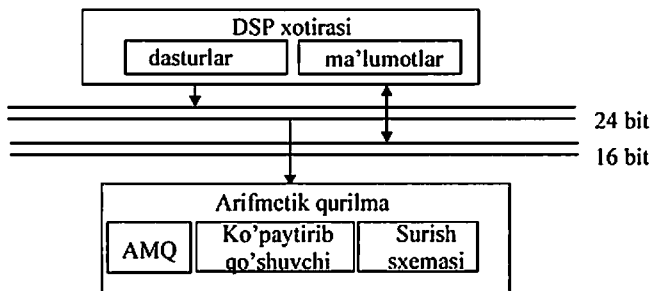 DSP xotirasi
dasturlar
ma’lumotlar
24 bit
16 bit
Arifmetik qurilma
AMQ
Ko’paytirib
qo’shuvchi
Surish
sxemasi